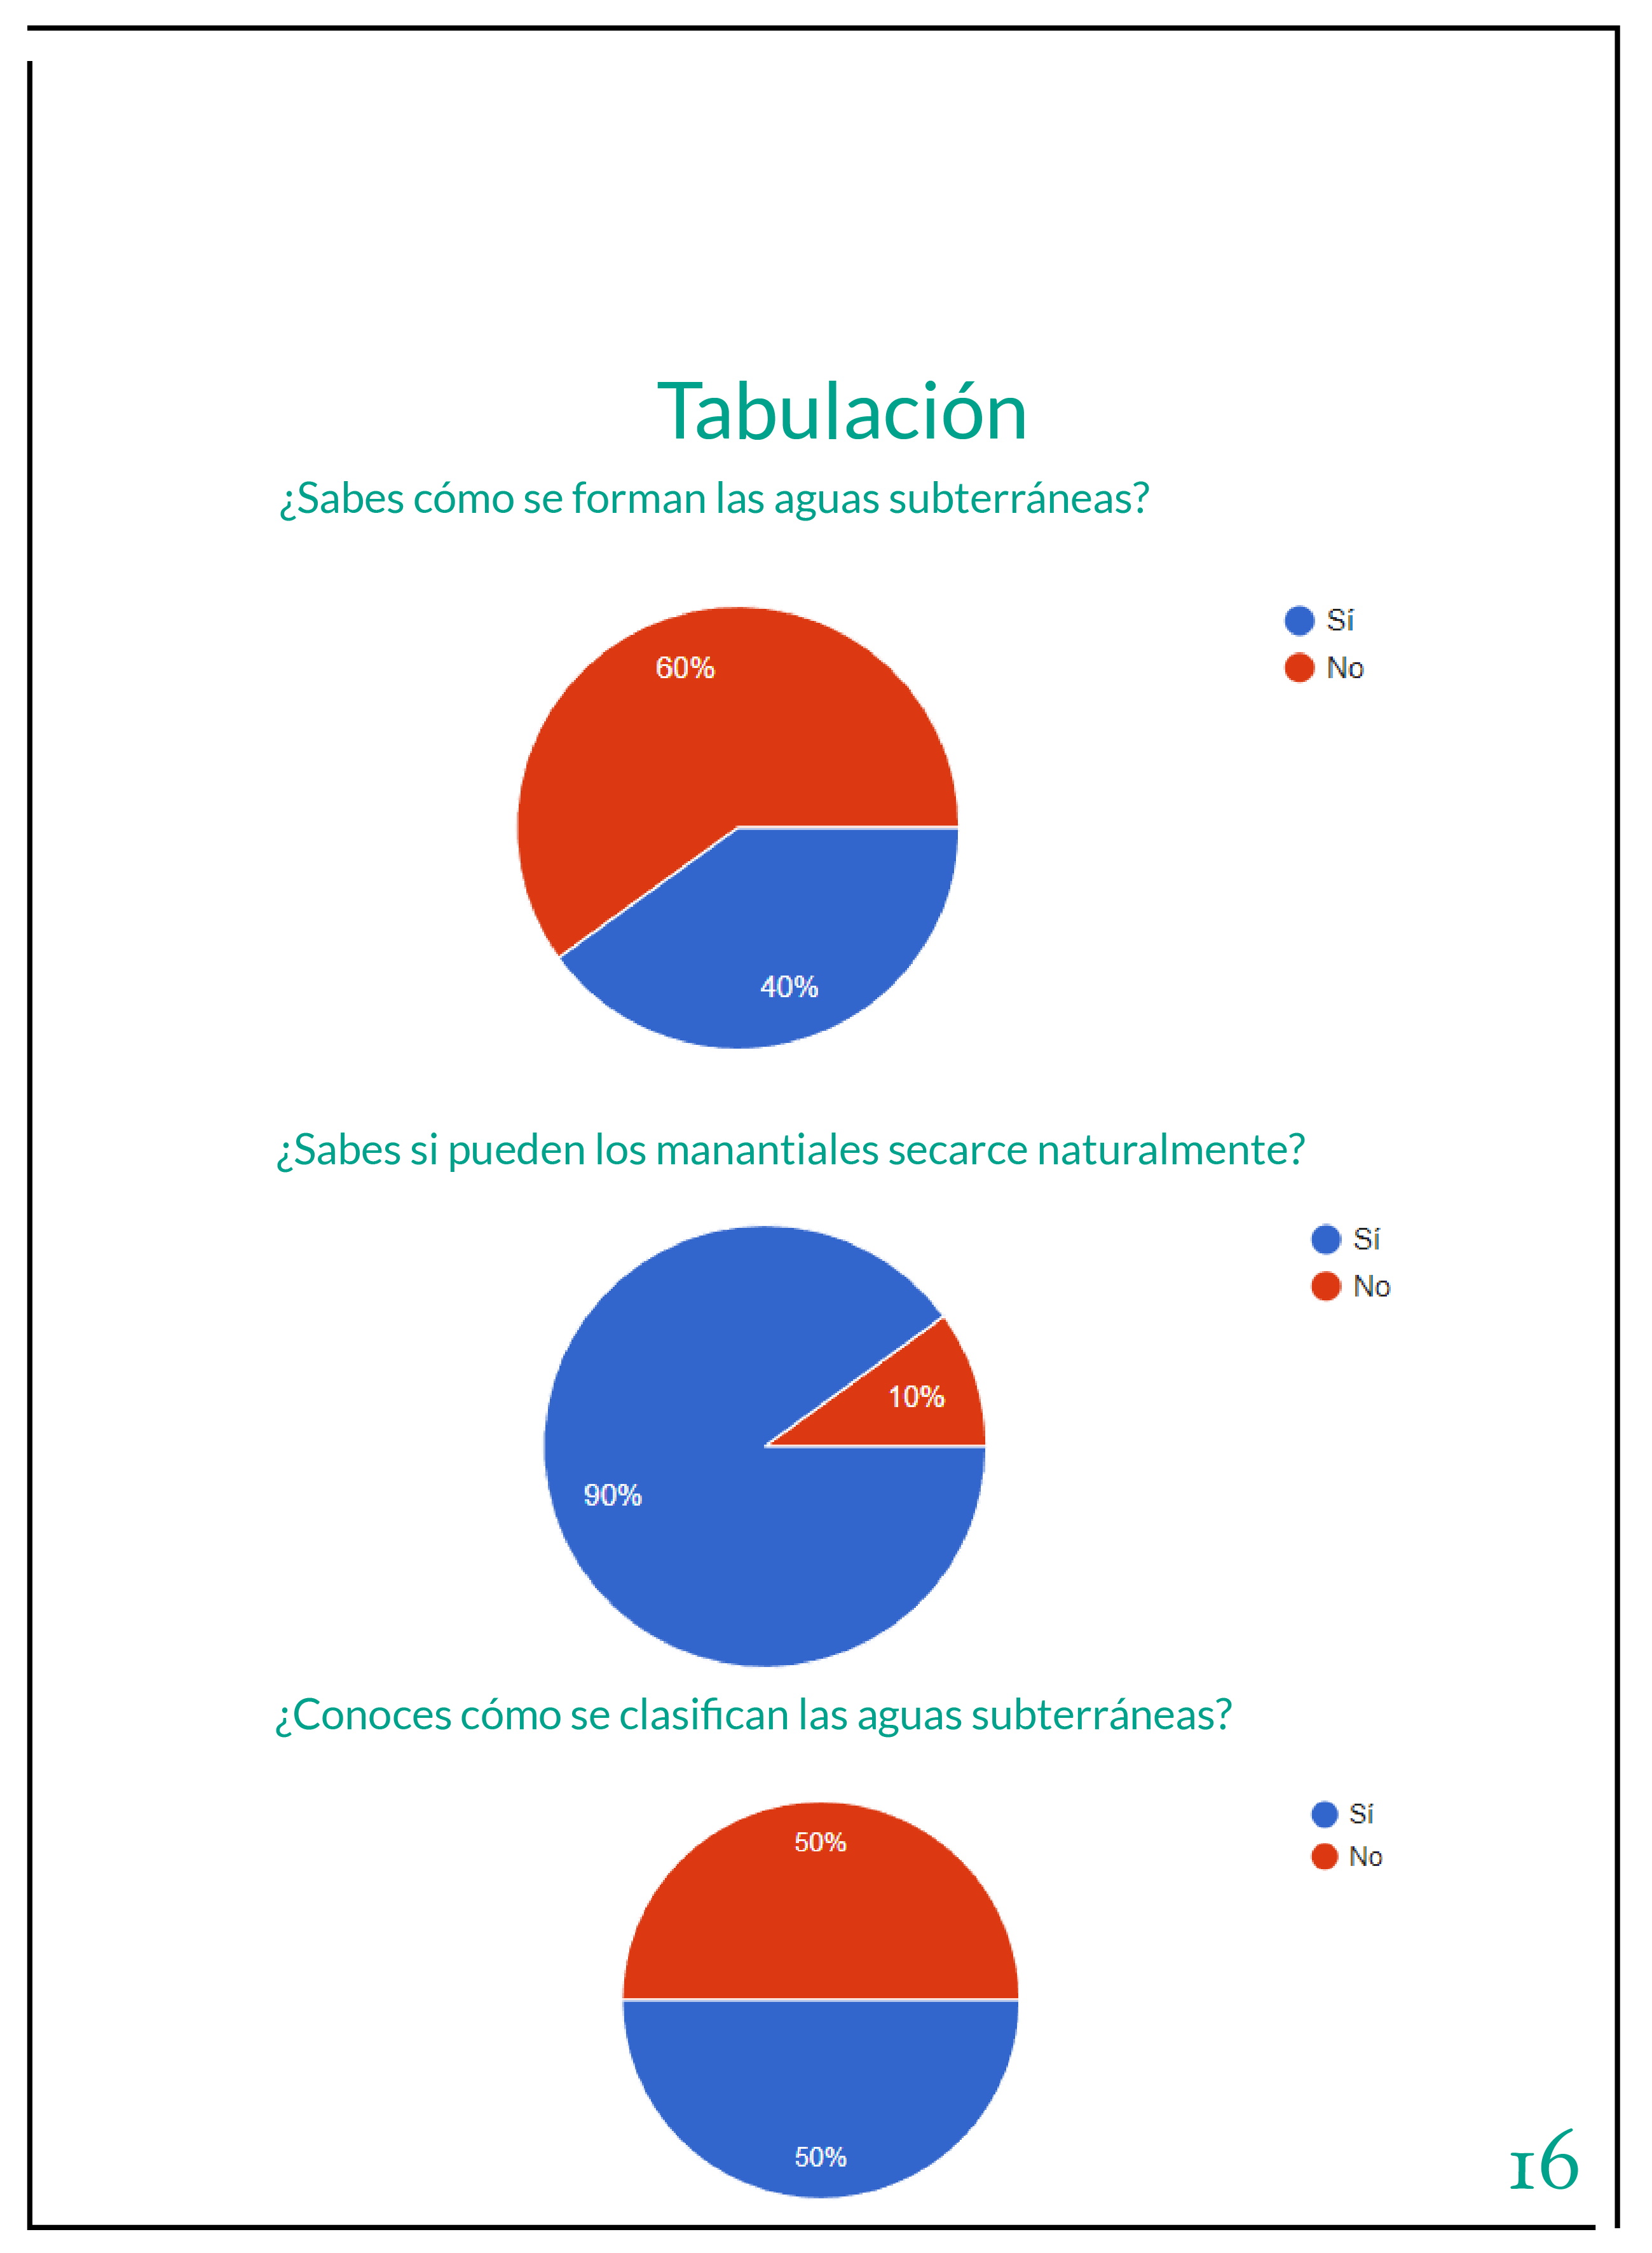 Tabulación
¿Sabes cómo se forman las aguas subterráneas?
Sí
No
60%
40%
¿Sabes si pueden los manantiales secarce naturalmente?
Sí
No
10%
90%
¿Conoces cómo se clasifican las aguas subterráneas?
Sí
No
50%
50%
16